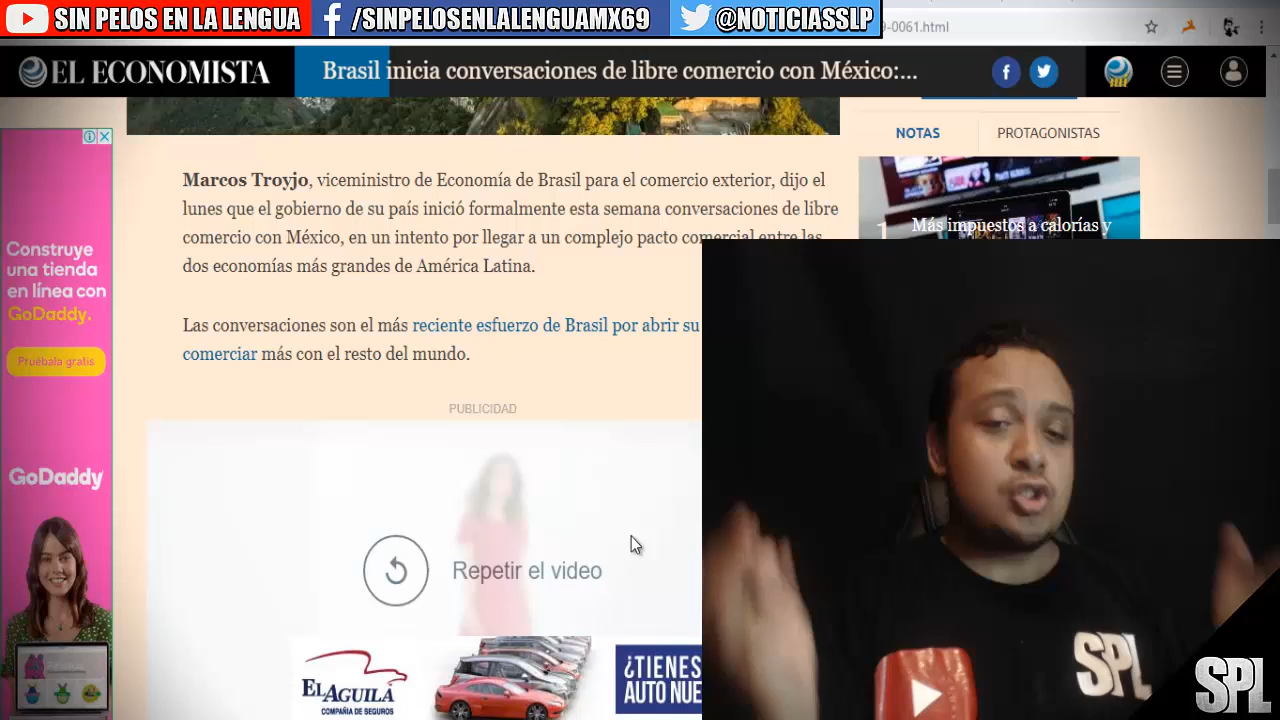 SIN PELOS EN LA LENGUA
/SINPELOSENLALENGUAMX69
@NOTICIASSLP
-0061.html
EL ECONOMISTA
Brasil inicia conversaciones de libre comercio con México:...
NOTAS
PROTAGONISTAS
Marcos Troyjo, viceministro de Economía de Brasil para el comercio exterior, dijo el
lunes que el gobierno de su país inició formalmente esta semana conversaciones de libre
comercio con México, en un intento por llegar a un complejo pacto comercial entre las
dos economías más grandes de América Latina.
1
Más impuestos a calorías y
Las conversaciones son el más reciente esfuerzo de Brasil por abrir su
comerciar más con el resto del mundo.
PUBLICIDAD
Repetir el video
Construye
una tienda
en línea con
GoDaddy.
Pruébala gratis
GoDaddy
EL AGUILA
COMPAÑÍA DE SEGUROS
¿TIENES
AUTO NUE
SPL
SPL